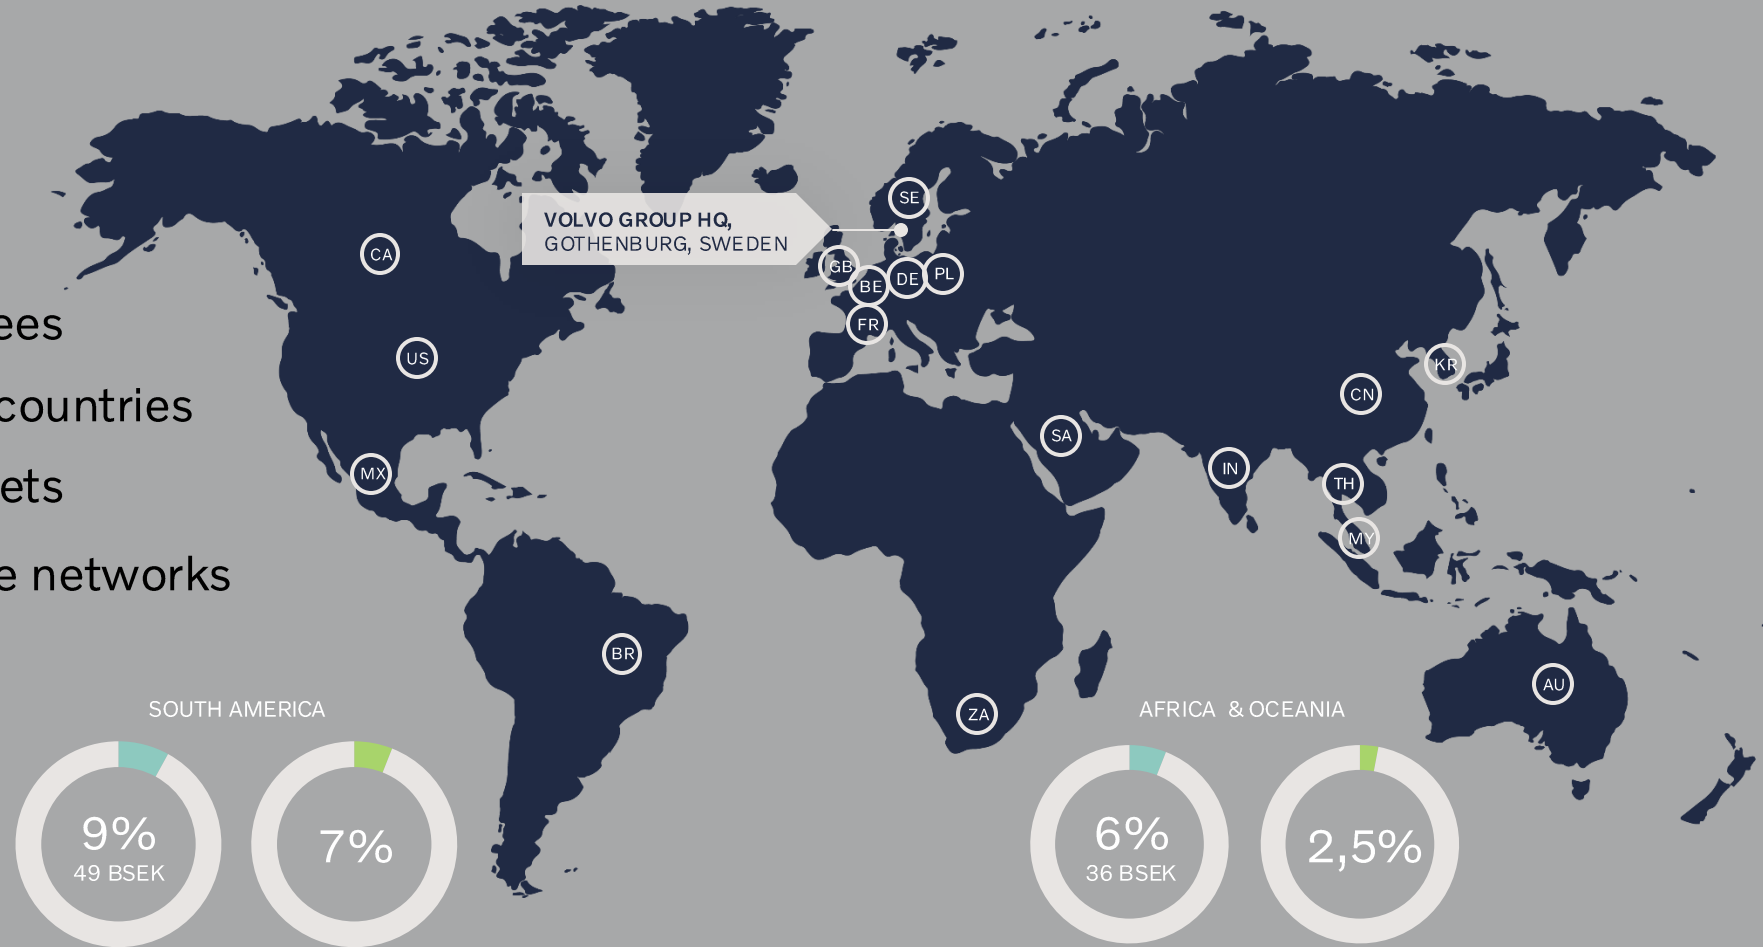 VOLVO GROUP HQ,
GOTHENBURG, SWEDEN
SE
CA
GB
BE
DE
PL
FR
US
KR
CN
SA
IN
MX
TH
MY
BR
AU
ZA
ees
countries
ets
e networks
SOUTH AMERICA
9%
49 BSEK
7%
AFRICA & OCEANIA
6%
36 BSEK
2,5%